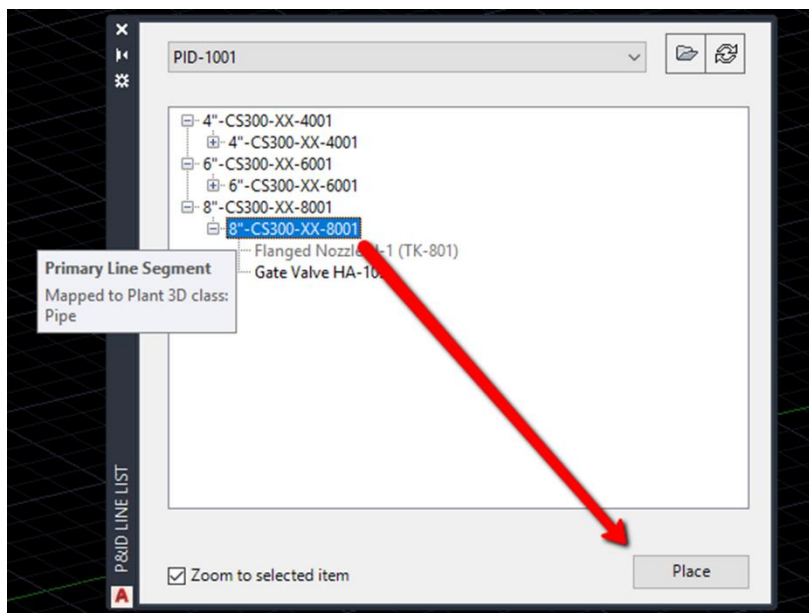 PID-1001
4"-CS300-XX-4001
4"-CS300-XX-4001
6"-CS300-XX-6001
6"-CS300-XX-6001
8"-CS300-XX-8001
8"-CS300-XX-8001
Flanged Nozzle (TK-801)
Gate Valve
Primary Line Segment
Mapped to Plant 3D class:
Pipe
P&ID LINE LIST
Zoom to selected item
Place
A